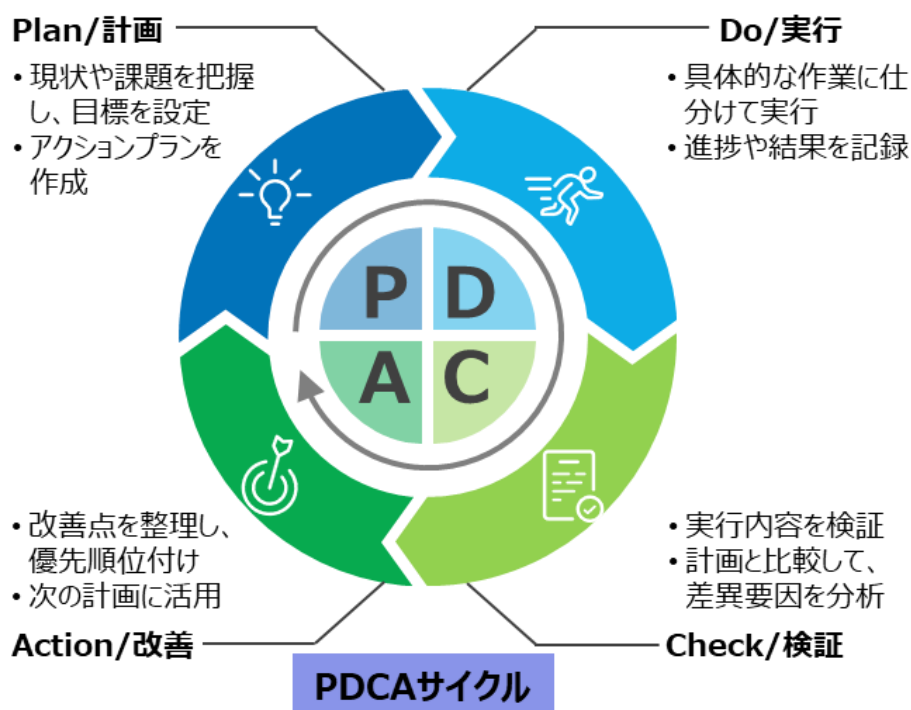 Plan/計画
• 現状や課題を把握
し、目標を設定
• アクションプランを
作成
Do/実行
• 具体的な作業に仕
分けて実行
• 進捗や結果を記録
P D
A C
• 改善点を整理し、
優先順位付け
• 次の計画に活用
Action/改善
• 実行内容を検証
• 計画と比較して、
差異要因を分析
Check/検証
PDCAサイクル